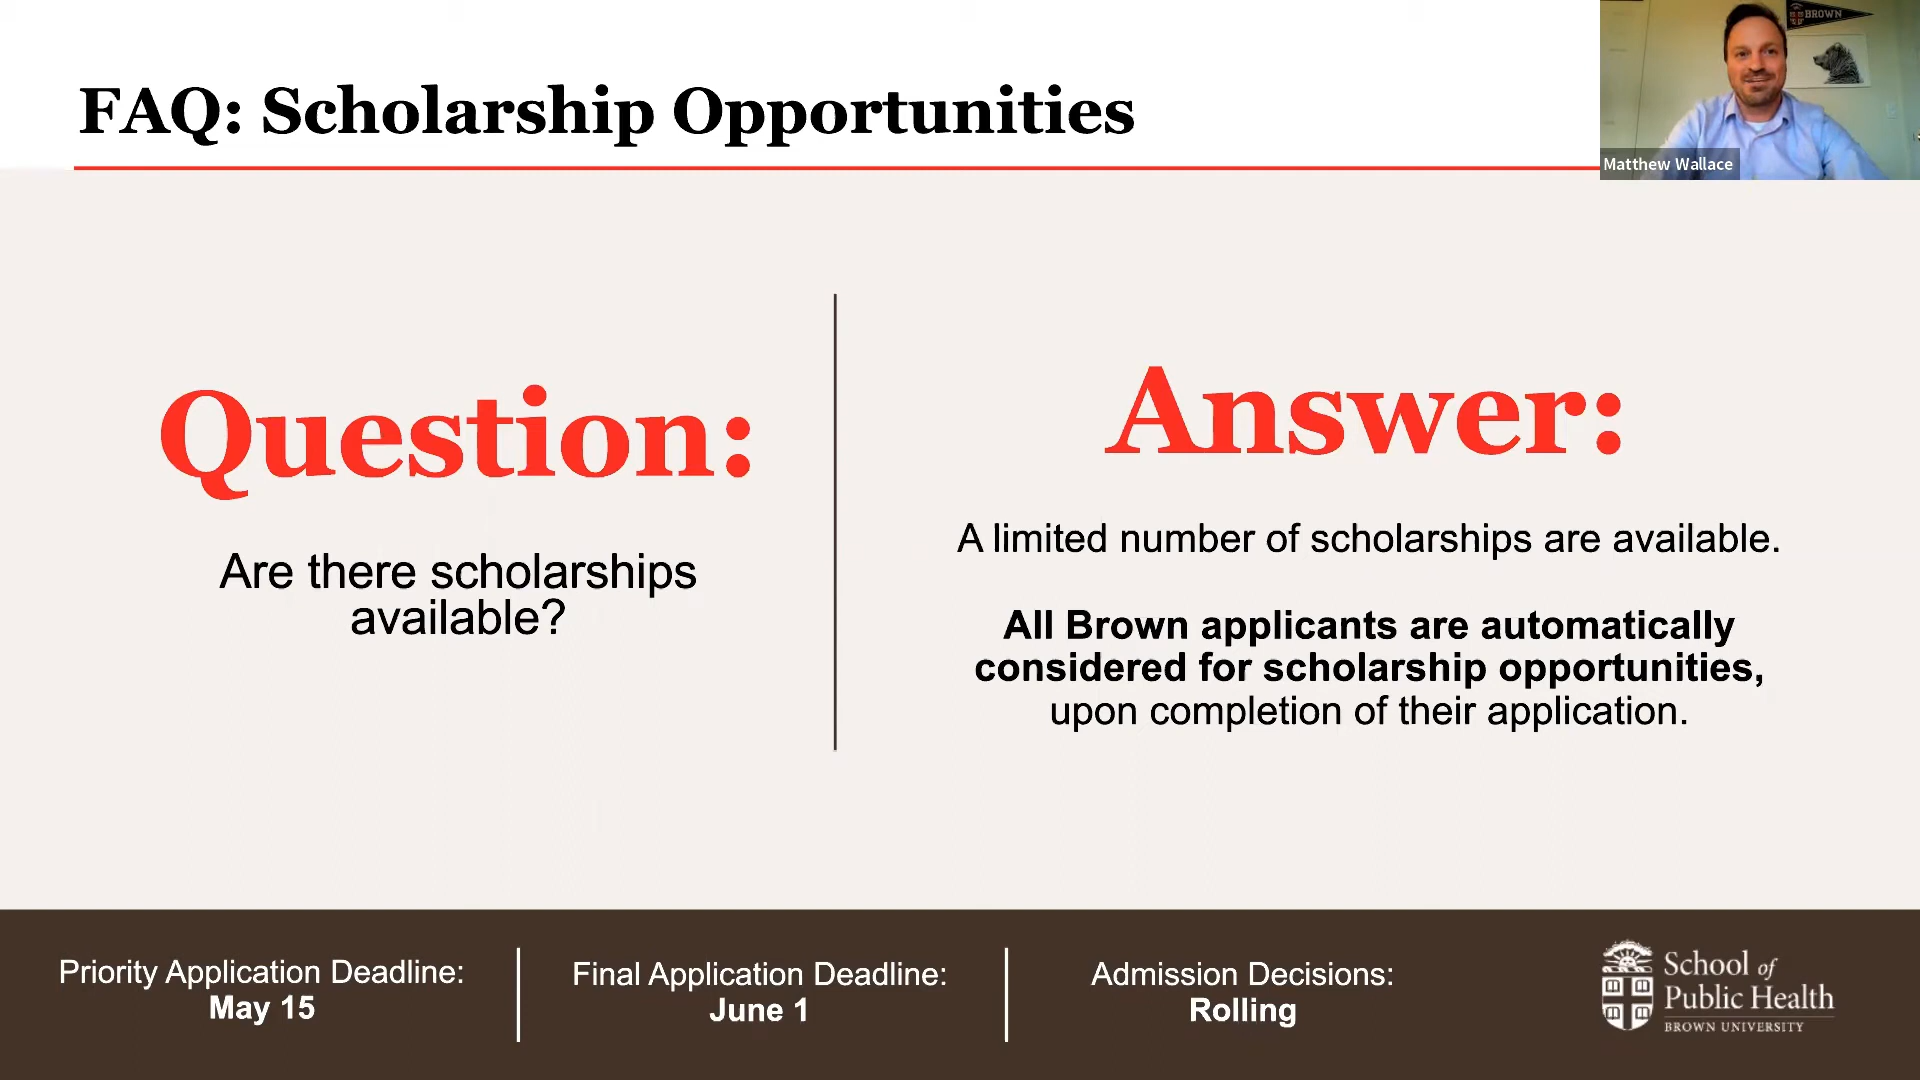 FAQ: Scholarship Opportunities
BROWN
Matthew Wallace
Question:
Are there scholarships
available?
Answer:
A limited number of scholarships are available.
All Brown applicants are automatically
considered for scholarship opportunities,
upon completion of their application.
Priority Application Deadline:
May 15
Final Application Deadline:
June 1
Admission Decisions:
Rolling
School of
Public Health
BROWN UNIVERSITY